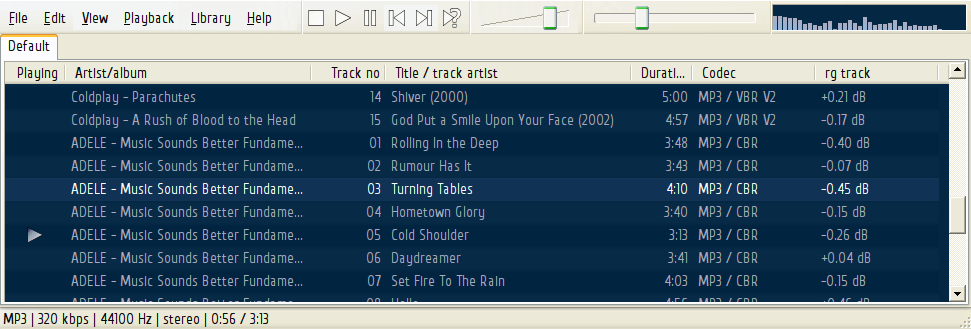 File Edit View Playback Library Help
Default
Playing Artist/album Track no Title / track artist Durati... Codec rg track
Coldplay - Parachutes 14 Shiver (2000) 5:00 MP3 / VBR V2 +0.21 dB
Coldplay - A Rush of Blood to the Head 15 God Put a Smile Upon Your Face (2002) 4:57 MP3 / VBR V2 -0.17 dB
ADELE - Music Sounds Better Fundame... 01 Rolling In the Deep 3:48 MP3 / CBR -0.40 dB
ADELE - Music Sounds Better Fundame... 02 Rumour Has It 3:43 MP3 / CBR -0.07 dB
ADELE - Music Sounds Better Fundame... 03 Turning Tables 4:10 MP3 / CBR -0.45 dB
ADELE - Music Sounds Better Fundame... 04 Hometown Glory 3:40 MP3 / CBR -0.15 dB
ADELE - Music Sounds Better Fundame... 05 Cold Shoulder 3:13 MP3 / CBR -0.26 dB
ADELE - Music Sounds Better Fundame... 06 Daydreamer 3:41 MP3 / CBR +0.04 dB
ADELE - Music Sounds Better Fundame... 07 Set Fire To The Rain 4:03 MP3 / CBR -0.15 dB
MP3 | 320 kbps | 44100 Hz | stereo | 0:56 / 3:13